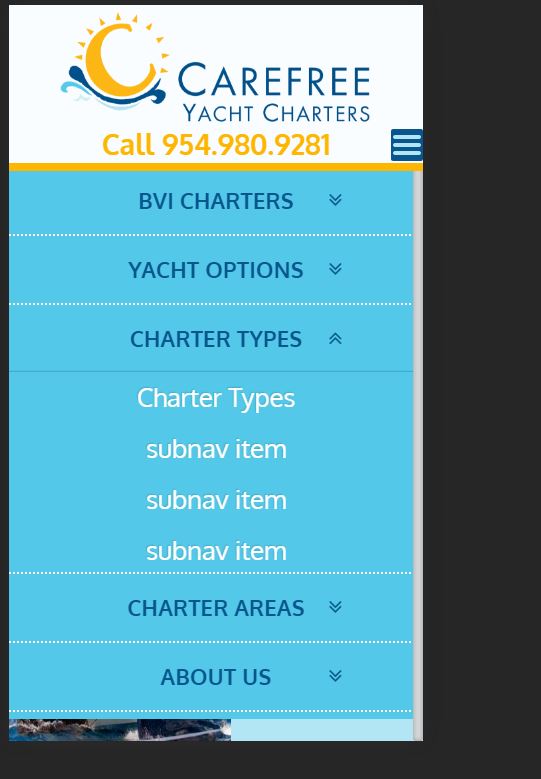 CAREFREE
YACHT CHARTERS
Call 954.980.9281
BVI CHARTERS
YACHT OPTIONS
CHARTER TYPES
Charter Types
subnav item
subnav item
subnav item
CHARTER AREAS
ABOUT US